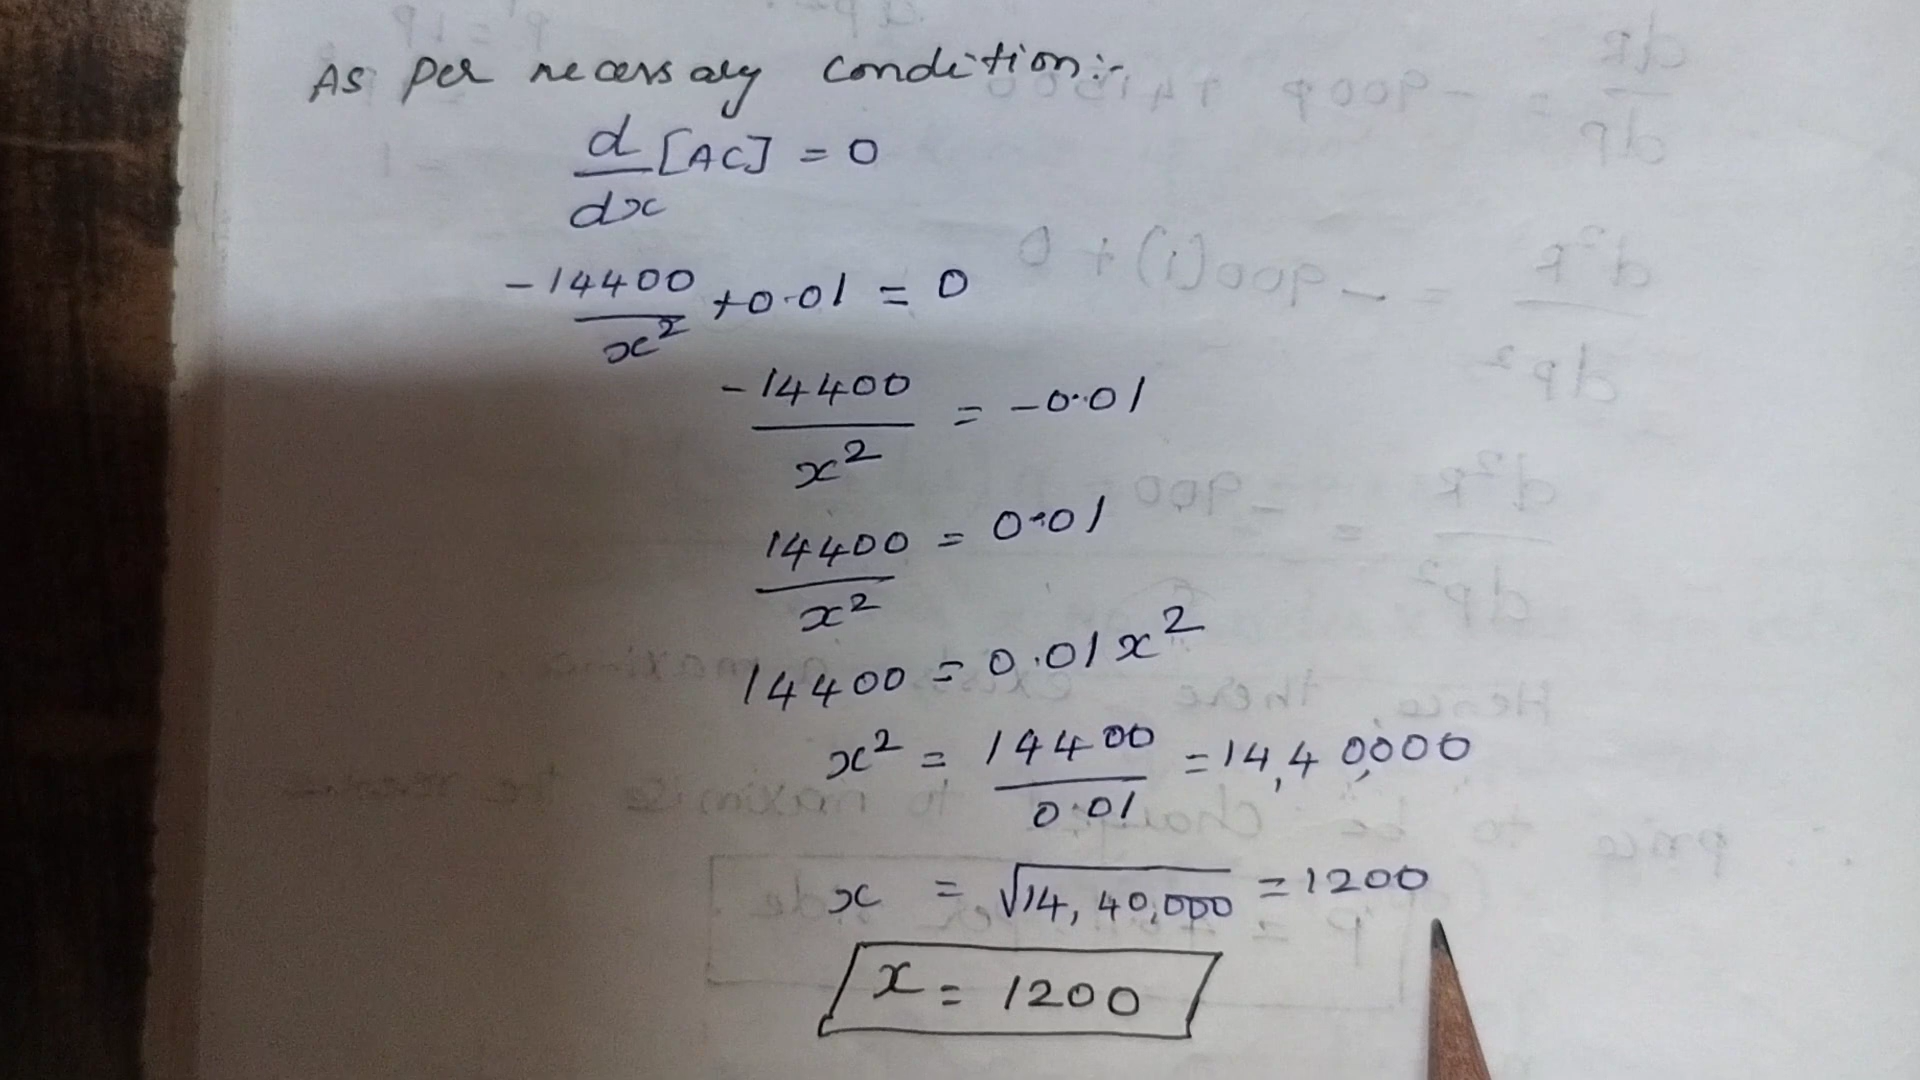 As per necessary condition:-
d/dx [AC] = 0
-14400/x² + 0.01 = 0
-14400/x² = -0.01
14400/x² = 0.01
14400 = 0.01x²
x² = 14400/0.01 = 14,40,000
x = √14,40,000 = 1200
x = 1200